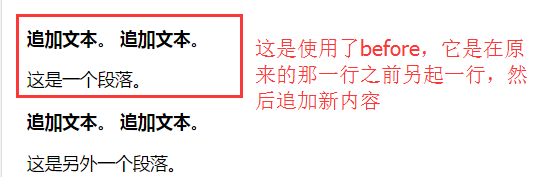 追加文本。 追加文本。
这是一个段落。
追加文本。 追加文本。
这是另外一个段落。
这是使用了before，它是在原
来的那一行之前另起一行，然
后追加新内容